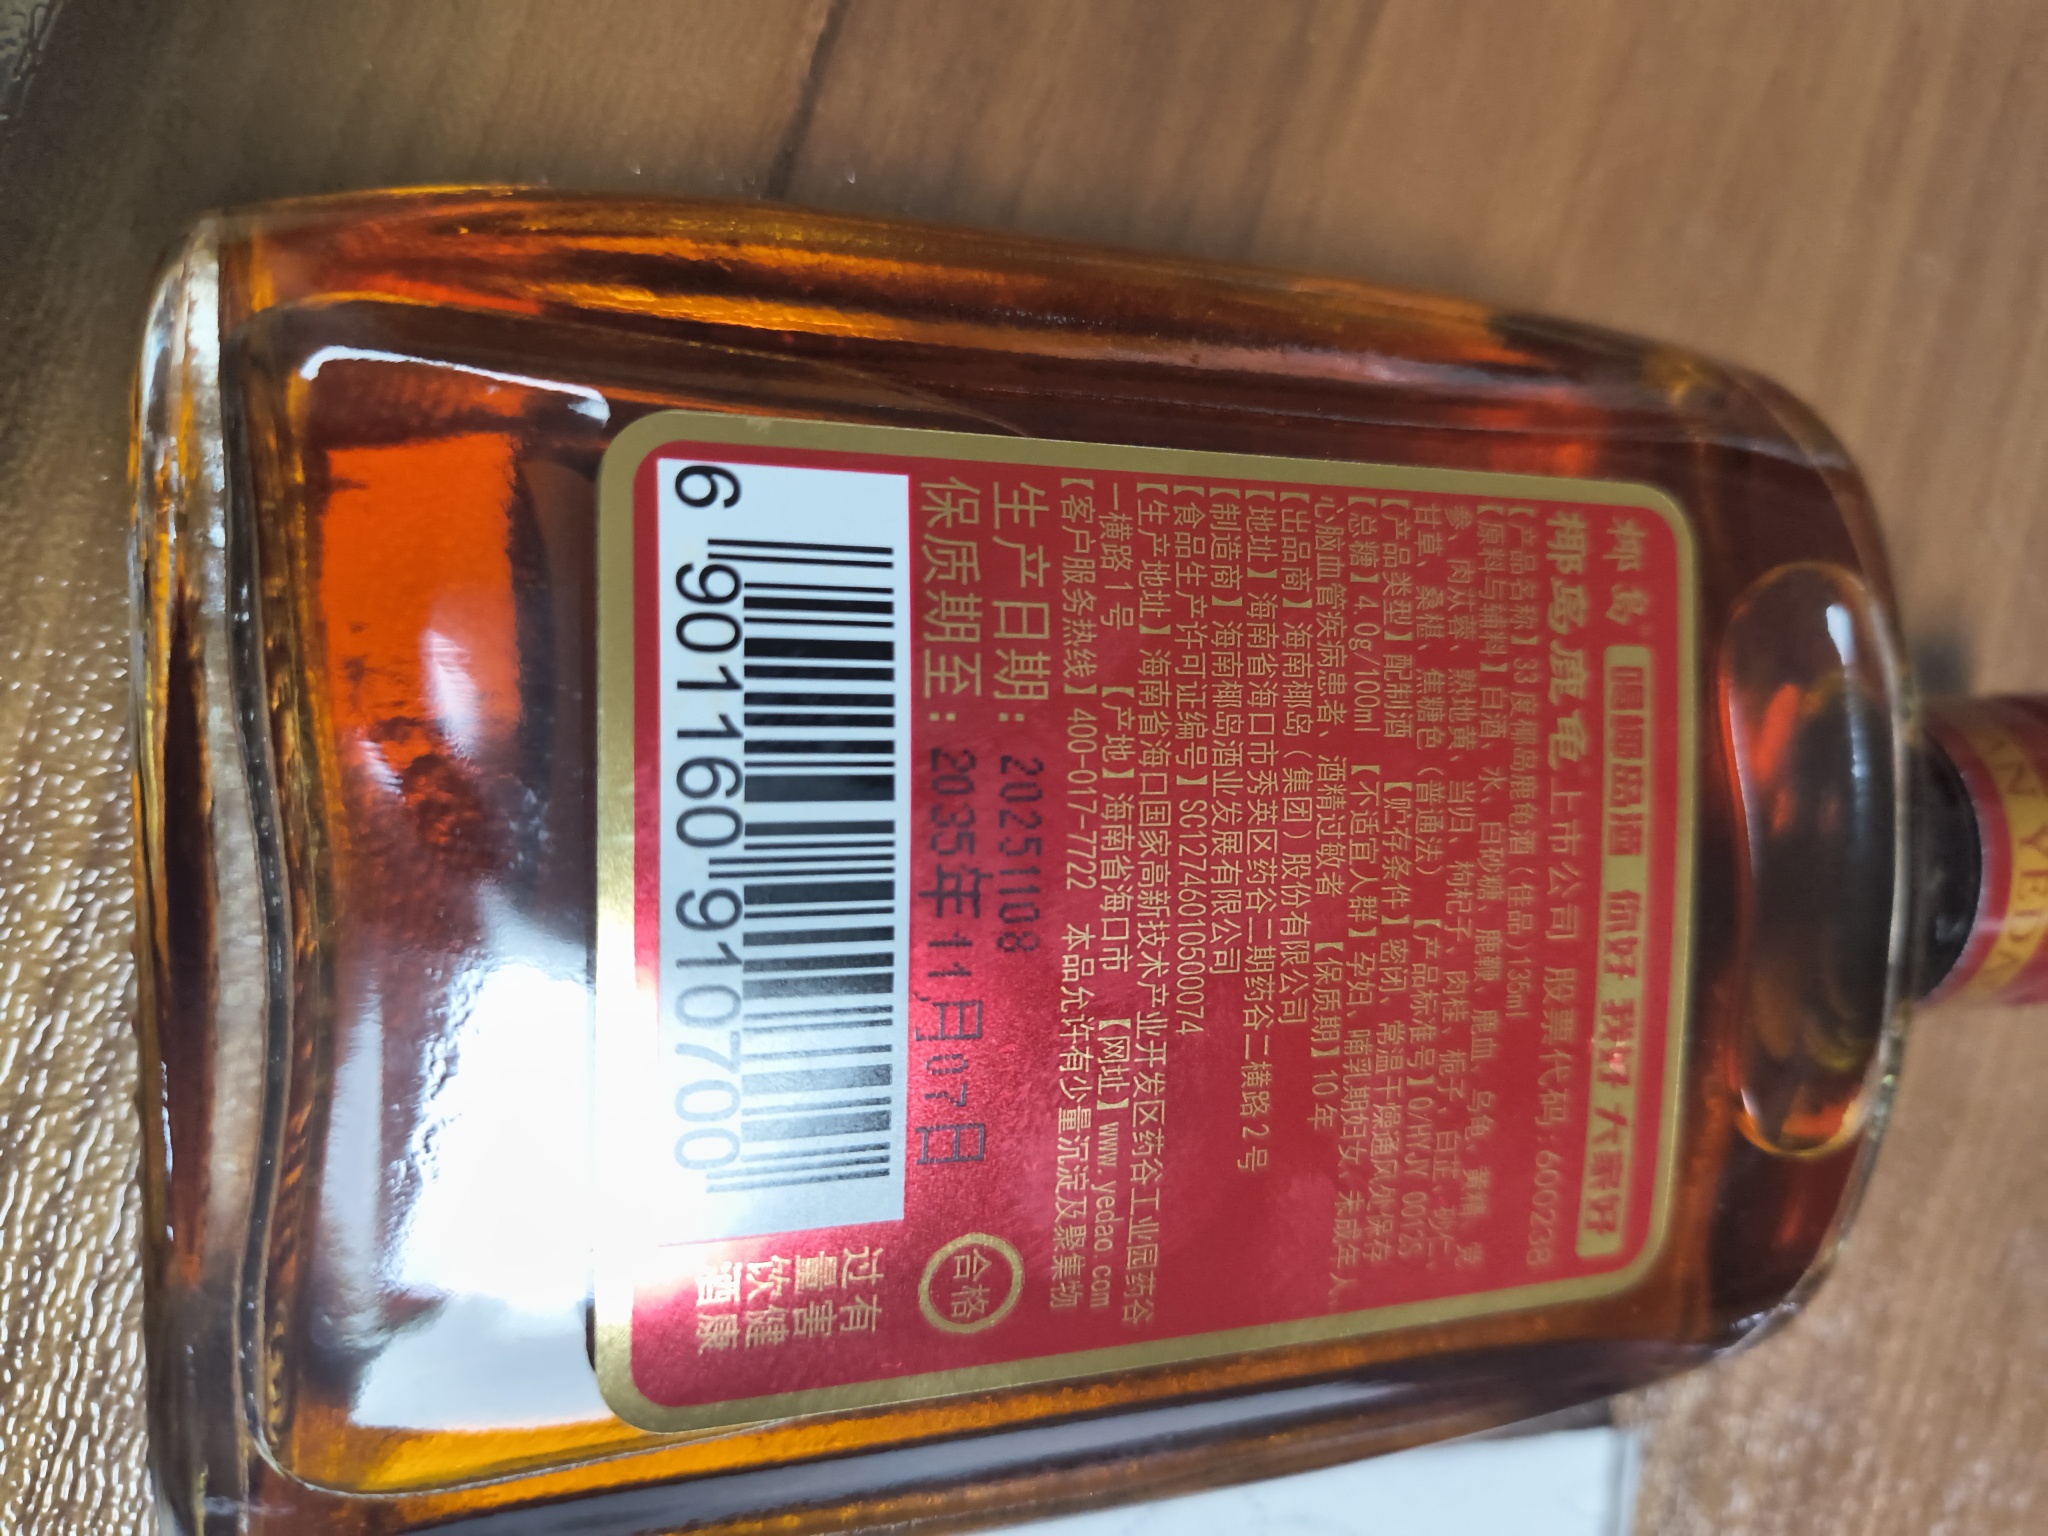 椰岛 喝椰岛酒 你好 我好 大家好
椰岛鹿龟 上市公司 股票代码:600238
【产品名称】33度椰岛鹿龟酒(佳品)135ml
【原料与辅料】白酒、水、白砂糖、鹿鞭、鹿血、乌龟、黄精、党
参、肉苁蓉、熟地黄、当归、枸杞子、肉桂、栀子、白芷、砂仁、
甘草、桑椹、焦糖色(普通法) 【产品标准号】Q/HYJY 0012S
【产品类型】配制酒 【贮存条件】密闭、常温干燥通风处保存
【总糖】4.0g/100ml 【不适宜人群】孕妇、哺乳期妇女、未成年人、
心脑血管疾病患者、酒精过敏者 【保质期】10年
【出品商】海南椰岛(集团)股份有限公司
【地址】海南省海口市秀英区药谷二期药谷二横路2号
【制造商】海南椰岛酒业发展有限公司
【食品生产许可证编号】SC12746010500074
【生产地址】海南省海口国家高新技术产业开发区药谷工业园药谷
一横路1号 【产地】海南省海口市 【网址】www.yedao.com
【客户服务热线】400-017-7722 本品允许有少量沉淀及聚集物
生产日期: 20251108
保质期至: 2035年11月07日
合格
6 901160 910700
过量饮酒
有害健康
YEDA